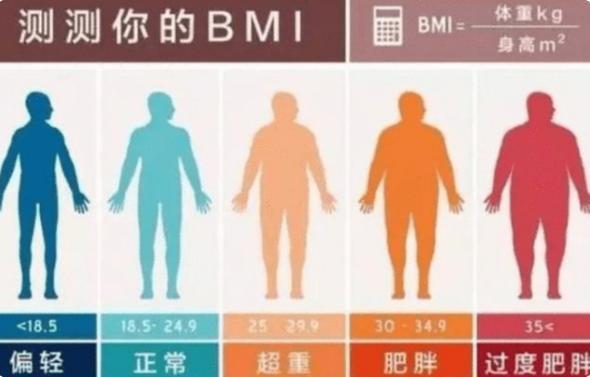 测测你的BMI
BMI= 体重kg
身高m²
<18.5
18.5- 24.9
25 - 29.9
30 - 34.9
35<
偏轻
正常
超重
肥胖
过度肥胖